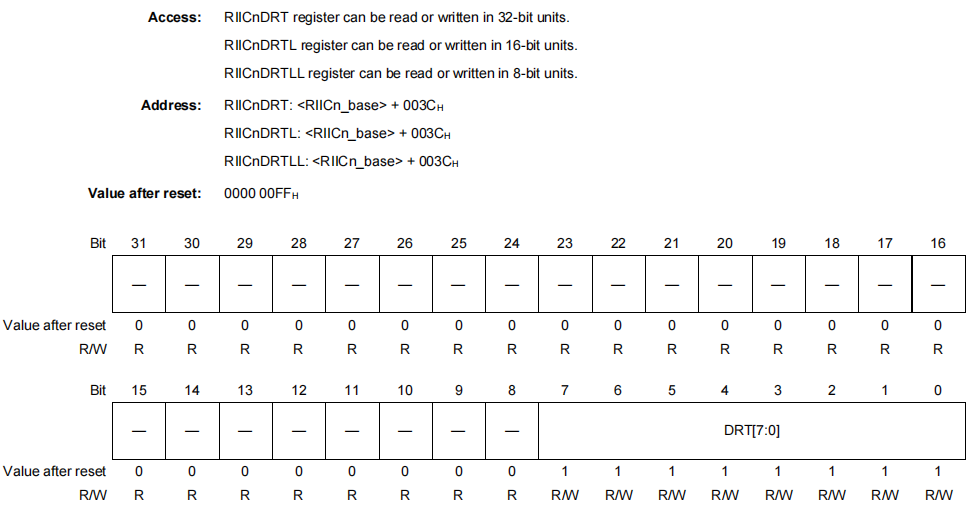 Access: RIICnDRT register can be read or written in 32-bit units.
RIICnDRTL register can be read or written in 16-bit units.
RIICnDRTLL register can be read or written in 8-bit units.
Address: RIICnDRT: <RIICn_base> + 003CH
RIICnDRTL: <RIICn_base> + 003CH
RIICnDRTLL: <RIICn_base> + 003CH
Value after reset: 0000 00FFH
Bit 31 30 29 28 27 26 25 24 23 22 21 20 19 18 17 16
— — — — — — — — — — — — — — — —
Value after reset 0 0 0 0 0 0 0 0 0 0 0 0 0 0 0 0
R/W R R R R R R R R R R R R R R R R
Bit 15 14 13 12 11 10 9 8 7 6 5 4 3 2 1 0
— — — — — — — — DRT[7:0]
Value after reset 0 0 0 0 0 0 0 0 1 1 1 1 1 1 1 1
R/W R R R R R R R R R/W R/W R/W R/W R/W R/W R/W R/W